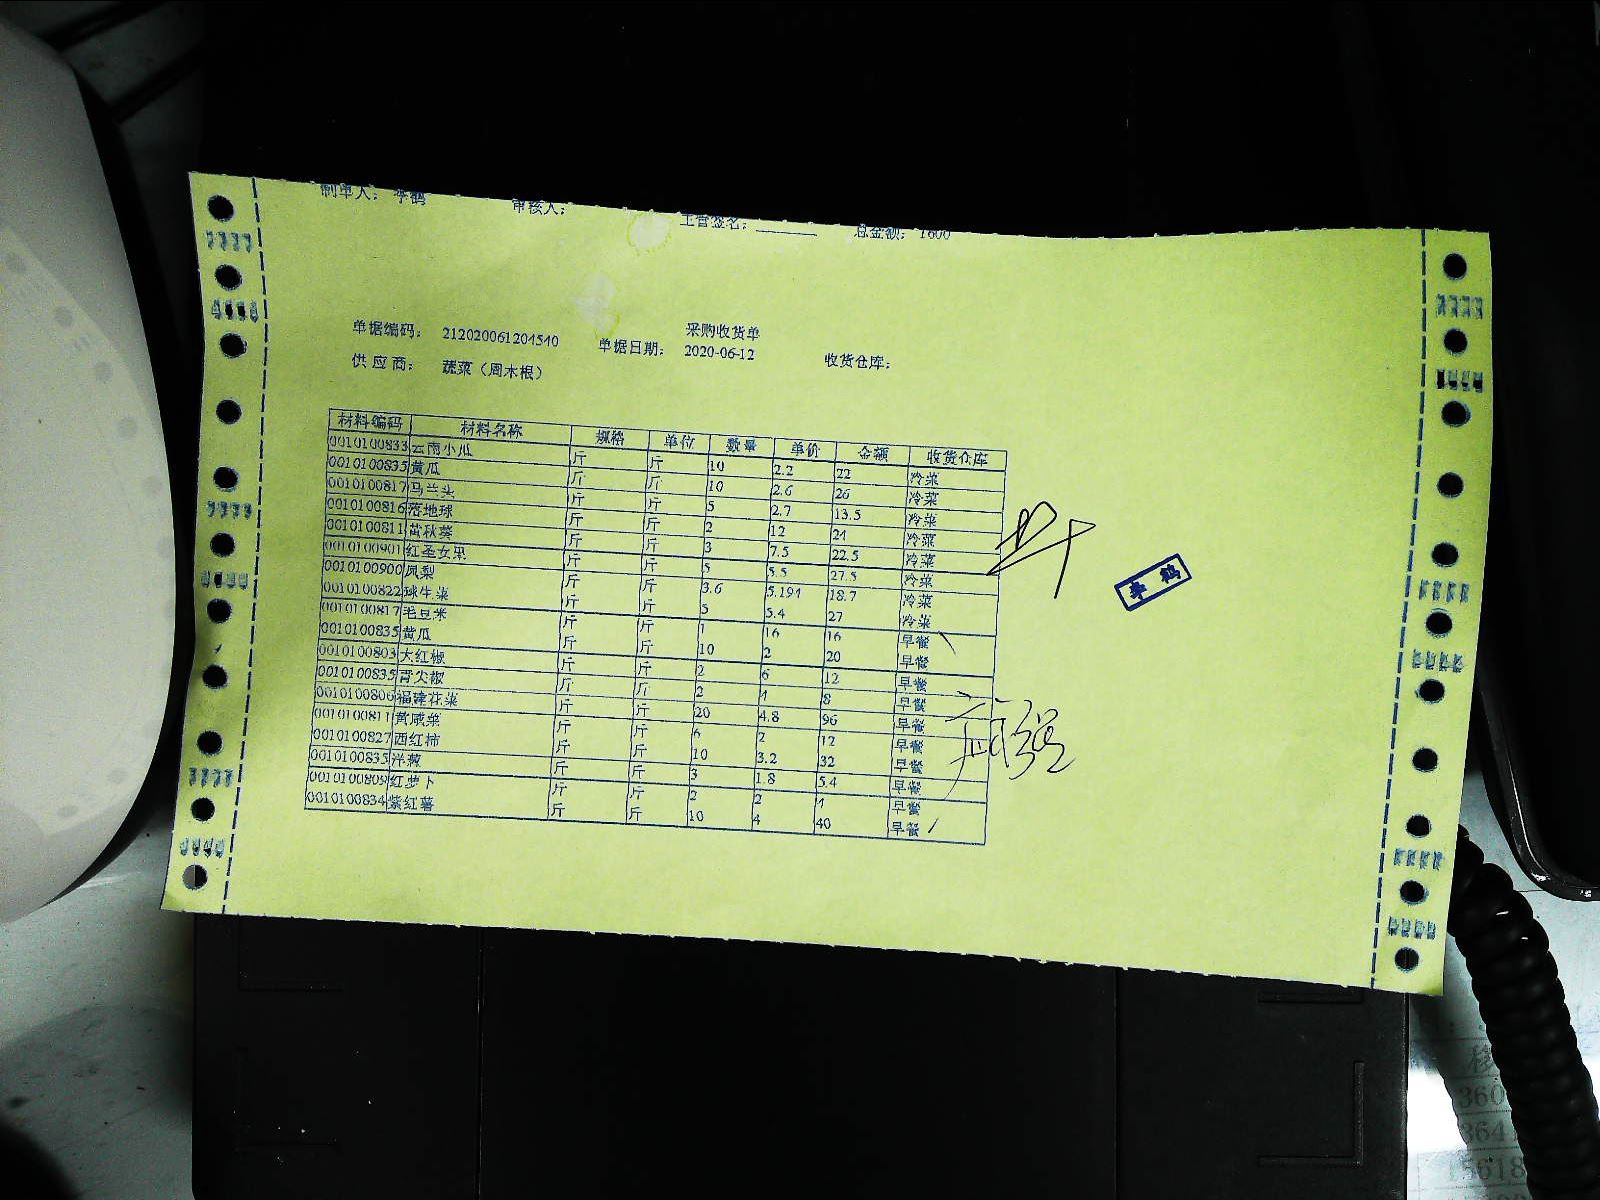 制单人： 李鹤 审核人： 主管签名：______ 总金额： 1600
采购收货单
单据编码： 212020061204540 单据日期： 2020-06-12 收货仓库：
供 应 商： 蔬菜（周木根）
材料编码 材料名称 规格 单位 数量 单价 金额 收货仓库
0010100833 云南小瓜 斤 斤 10 2.2 22 冷菜
0010100835 黄瓜 斤 斤 10 2.6 26 冷菜
0010100817 马兰头 斤 斤 5 2.7 13.5 冷菜
0010100816 落地球 斤 斤 2 12 24 冷菜
0010100811 黄秋葵 斤 斤 3 7.5 22.5 冷菜
0010100901 红圣女果 斤 斤 5 5.5 27.5 冷菜
0010100900 凤梨 斤 斤 3.6 5.194 18.7 冷菜
0010100822 球生菜 斤 斤 5 5.4 27 冷菜
0010100817 毛豆米 斤 斤 1 16 16 早餐
0010100835 黄瓜 斤 斤 10 2 20 早餐
0010100803 大红椒 斤 斤 2 6 12 早餐
0010100835 青尖椒 斤 斤 2 4 8 早餐
0010100806 福建花菜 斤 斤 20 4.8 96 早餐
0010100811 黄咸菜 斤 斤 6 2 12 早餐
0010100827 西红柿 斤 斤 10 3.2 32 早餐
0010100835 洋葱 斤 斤 3 1.8 5.4 早餐
0010100809 红萝卜 斤 斤 2 2 4 早餐
0010100834 紫红薯 斤 斤 10 4 40 早餐
李鹤